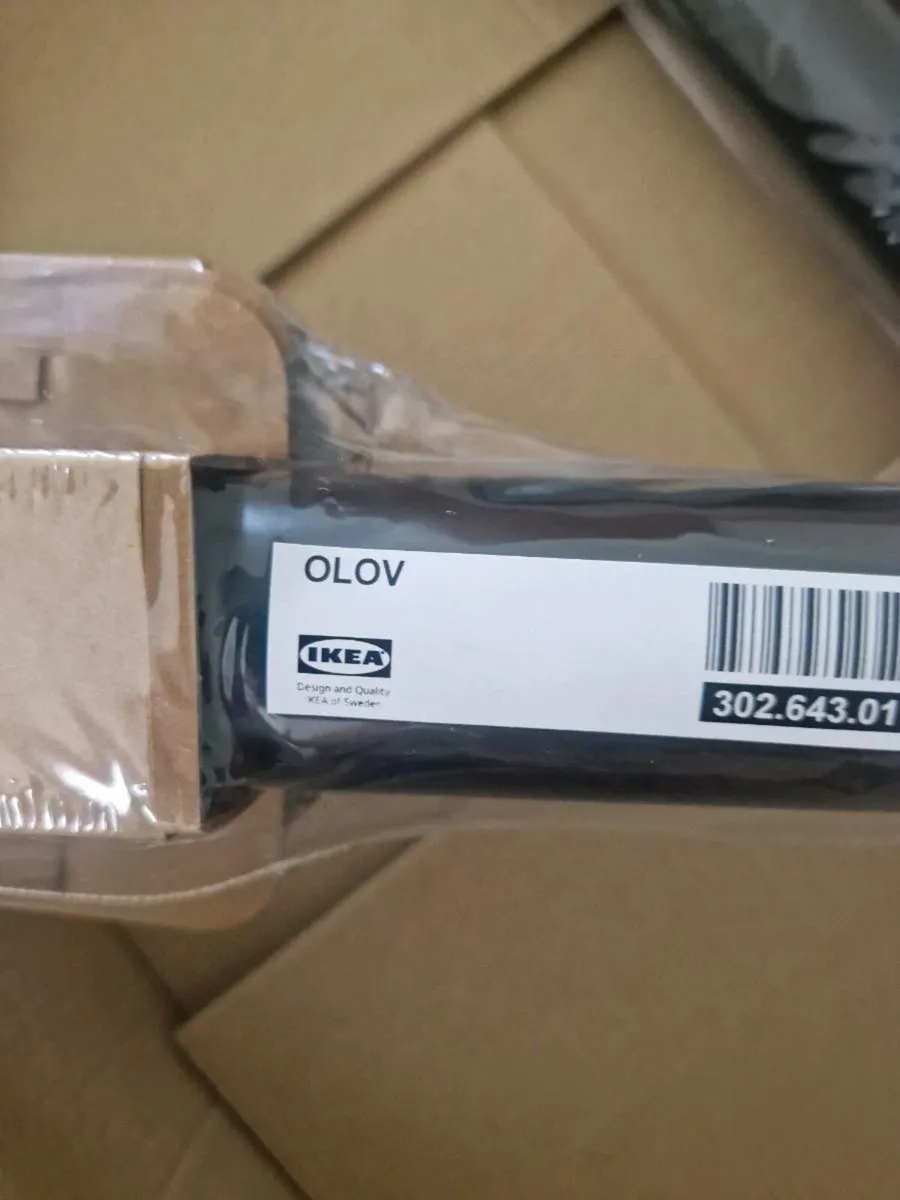 OLOV
IKEA
Design and Quality
IKEA of Sweden
302.643.01